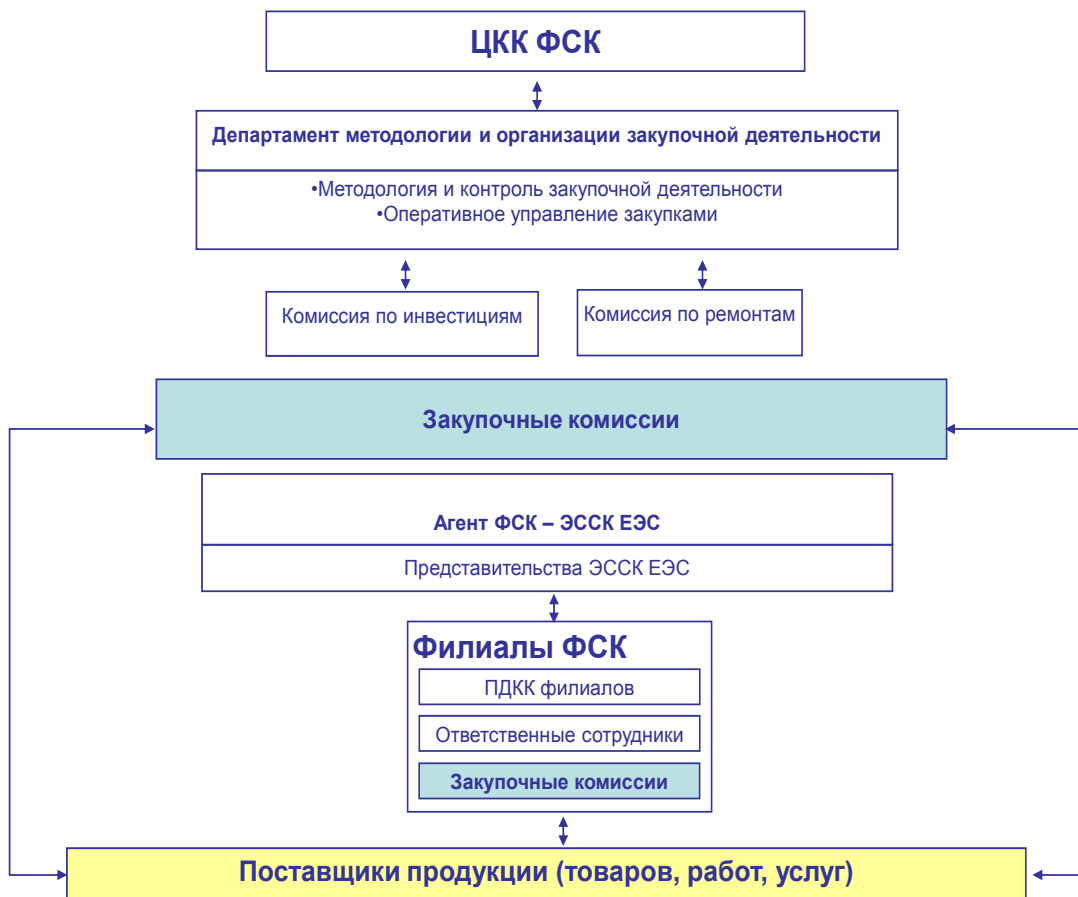 ЦКК ФСК
Департамент методологии и организации закупочной деятельности
•Методология и контроль закупочной деятельности
•Оперативное управление закупками
Комиссия по инвестициям
Комиссия по ремонтам
Закупочные комиссии
Агент ФСК – ЭССК ЕЭС
Представительства ЭССК ЕЭС
Филиалы ФСК
ПДКК филиалов
Ответственные сотрудники
Закупочные комиссии
Поставщики продукции (товаров, работ, услуг)